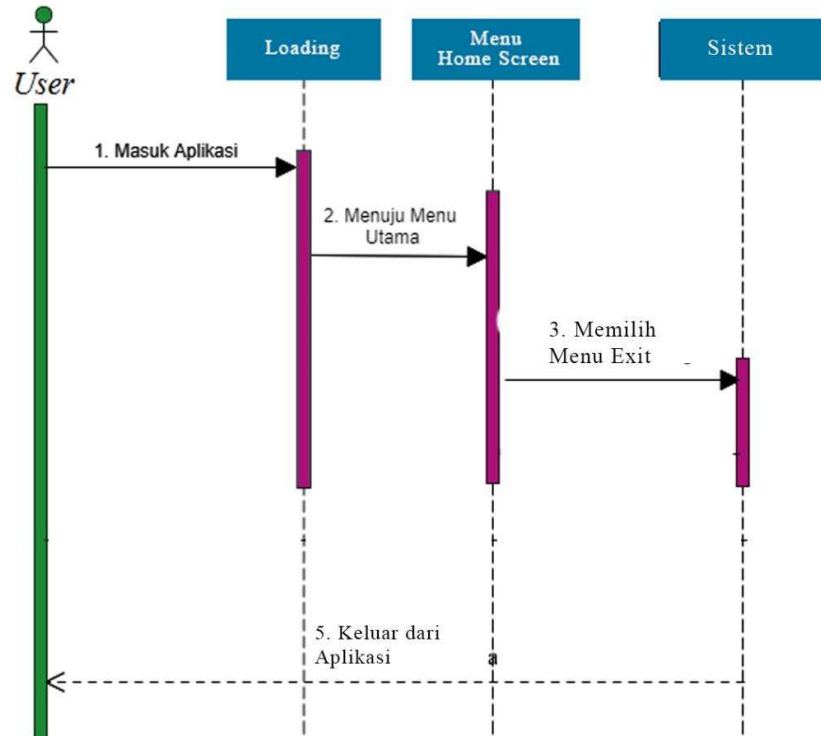 User
Loading
Menu
Home Screen
Sistem
1. Masuk Aplikasi
2. Menuju Menu
Utama
3. Memilih
Menu Exit
5. Keluar dari
Aplikasi
a